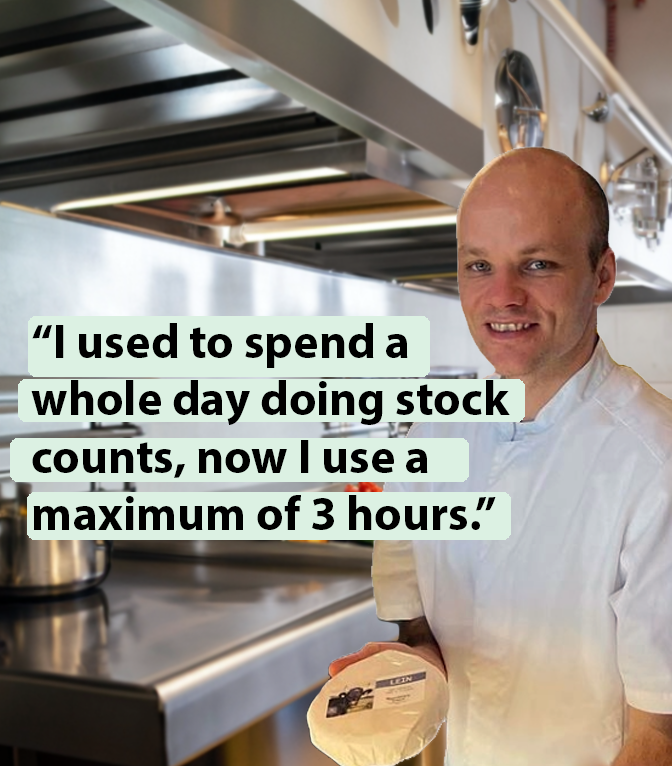 “I used to spend a
whole day doing stock
counts, now I use a
maximum of 3 hours.”
LEIN